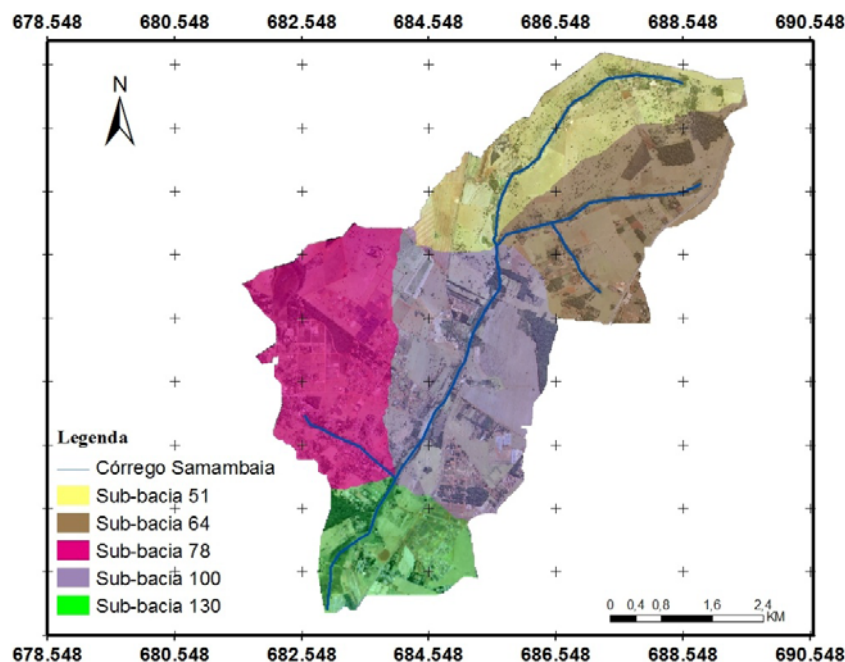 678.548 680.548 682.548 684.548 686.548 688.548 690.548
N
Legenda
Córrego Samambaia
Sub-bacia 51
Sub-bacia 64
Sub-bacia 78
Sub-bacia 100
Sub-bacia 130
0 0,4 0,8 1,6 2,4
KM
678.548 680.548 682.548 684.548 686.548 688.548 690.548